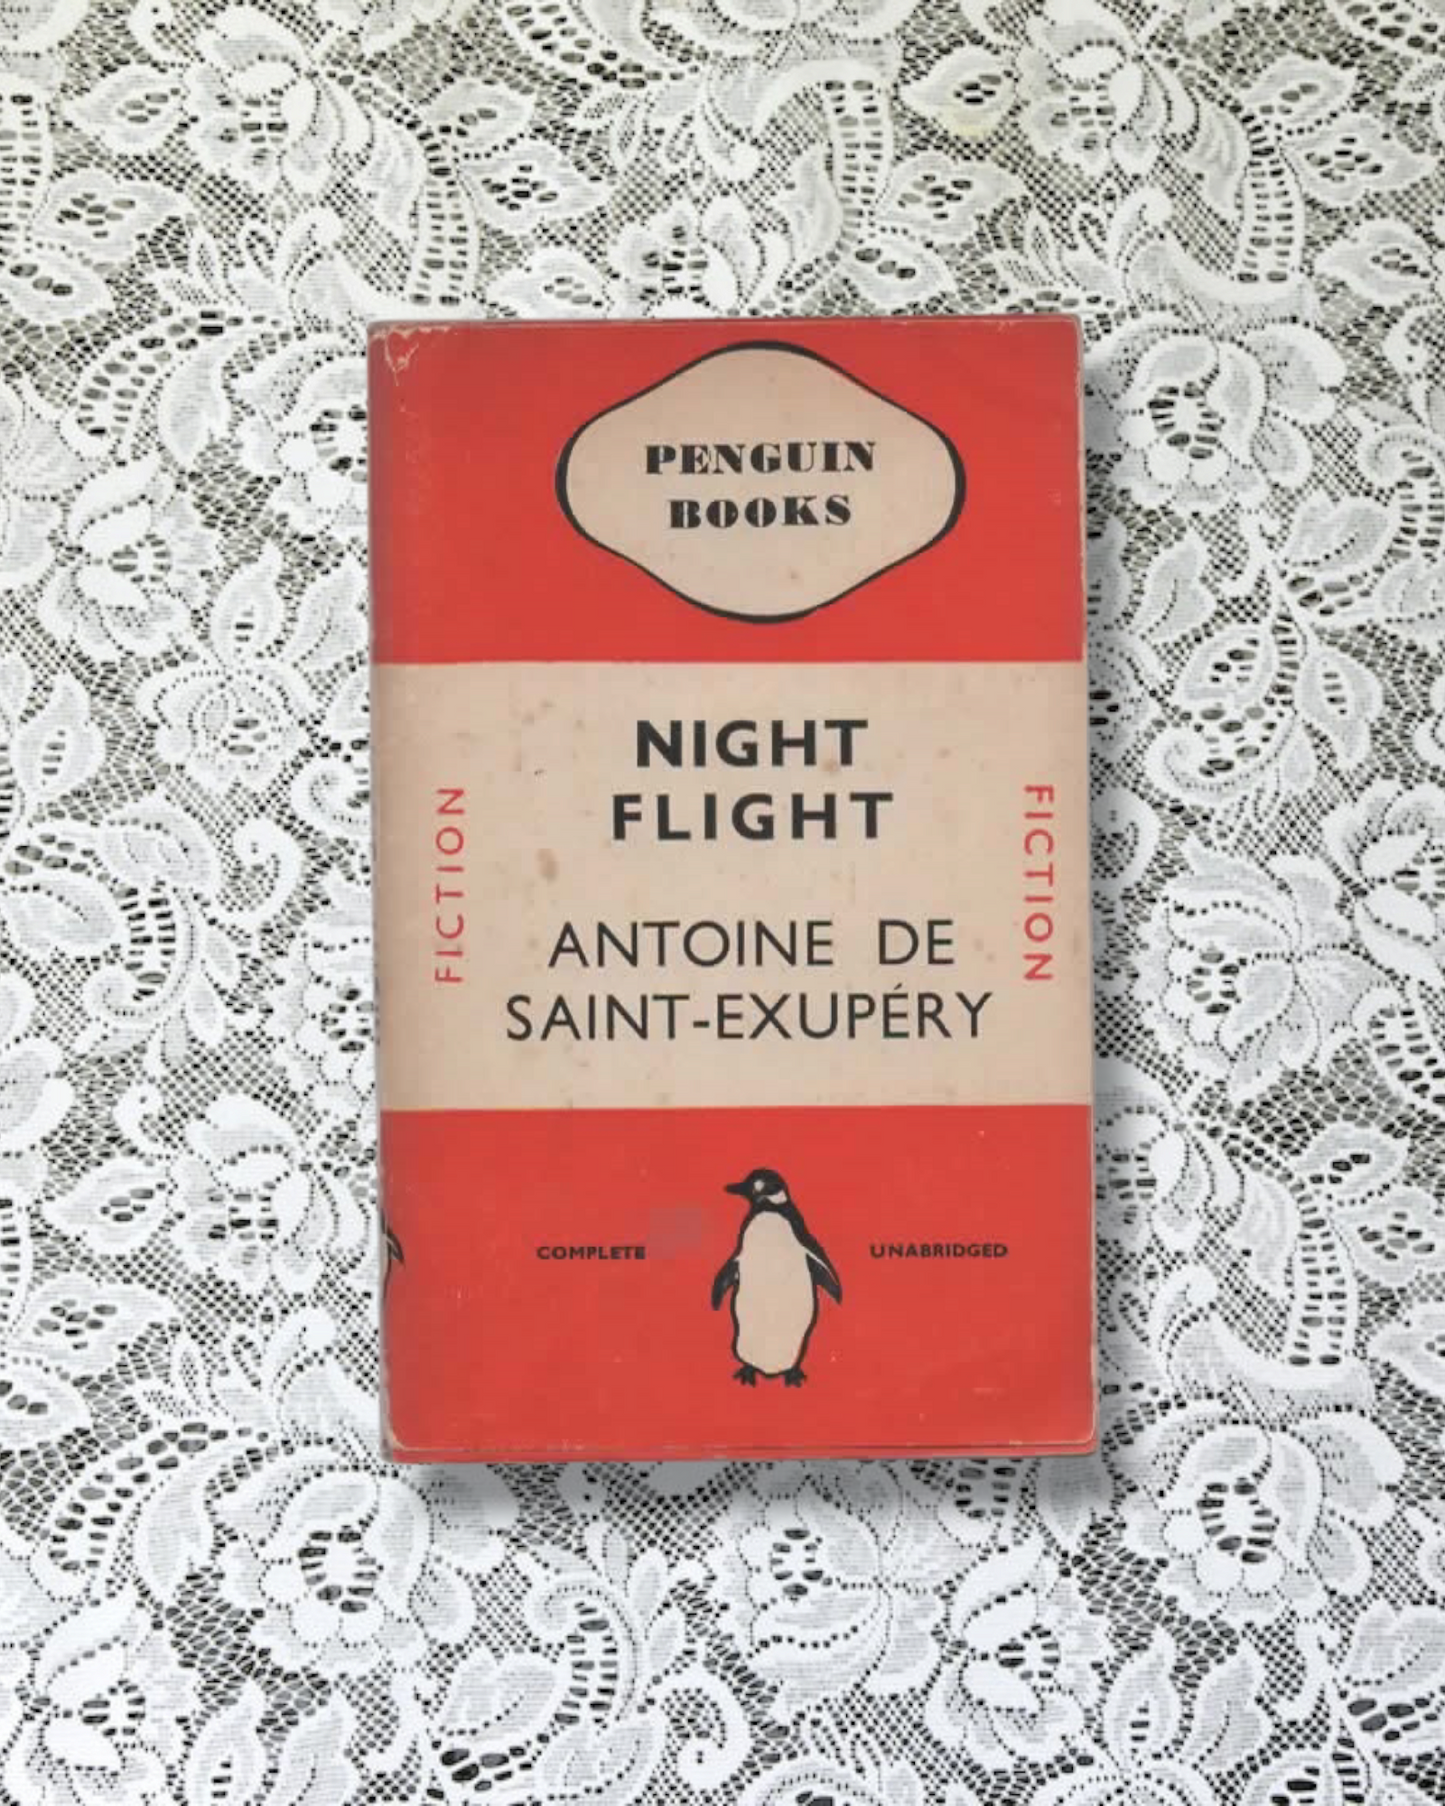 PENGUIN
BOOKS
NIGHT
FLIGHT
FICTION
FICTION
ANTOINE DE
SAINT-EXUPÉRY
COMPLETE
UNABRIDGED